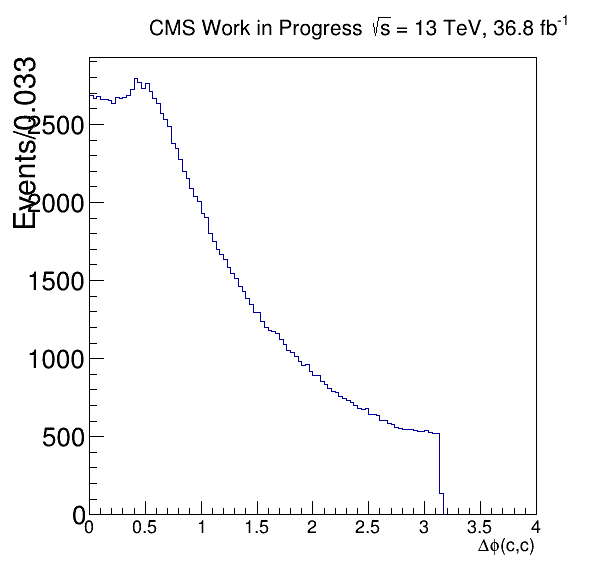 CMS Work in Progress √s = 13 TeV, 36.8 fb⁻¹
Events/0.033
2500
2000
1500
1000
500
0
0 0.5 1 1.5 2 2.5 3 3.5 4
Δϕ(c,c)